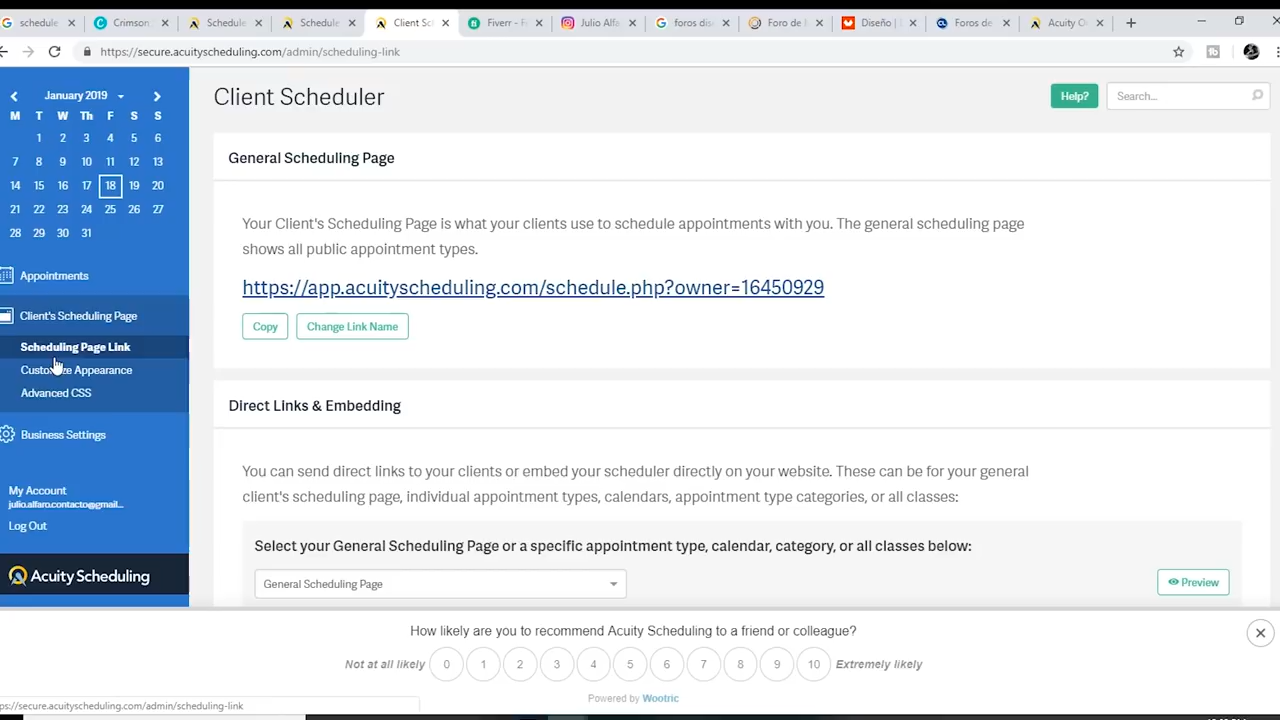 schedule
Crimson
Schedule
Schedule
Client Sc
Fiverr - F
Julio Alfa
foros dis
Foro de
Diseño |
Foros de
Acuity O
https://secure.acuityscheduling.com/admin/scheduling-link
January 2019
M T W Th F S S
1 2 3 4 5 6
7 8 9 10 11 12 13
14 15 16 17 18 19 20
21 22 23 24 25 26 27
28 29 30 31
Appointments
Client's Scheduling Page
Scheduling Page Link
Customize Appearance
Advanced CSS
Business Settings
My Account
julio.alfaro.contacto@gmail...
Log Out
Acuity Scheduling
Client Scheduler
Help?
Search...
General Scheduling Page
Your Client's Scheduling Page is what your clients use to schedule appointments with you. The general scheduling page
shows all public appointment types.
https://app.acuityscheduling.com/schedule.php?owner=16450929
Copy
Change Link Name
Direct Links & Embedding
You can send direct links to your clients or embed your scheduler directly on your website. These can be for your general
client's scheduling page, individual appointment types, calendars, appointment type categories, or all classes:
Select your General Scheduling Page or a specific appointment type, calendar, category, or all classes below:
General Scheduling Page
Preview
How likely are you to recommend Acuity Scheduling to a friend or colleague?
Not at all likely 0 1 2 3 4 5 6 7 8 9 10 Extremely likely
Powered by Wootric
ps://secure.acuityscheduling.com/admin/scheduling-link